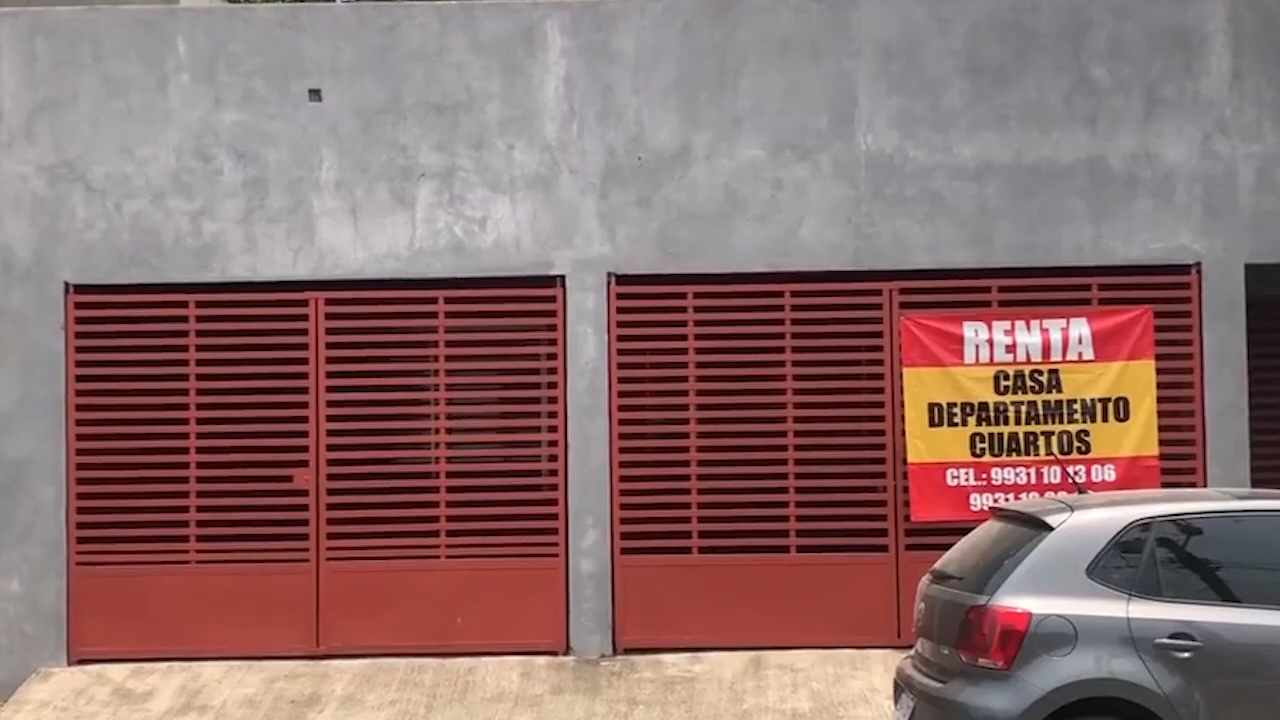 RENTA
CASA
DEPARTAMENTO
CUARTOS
CEL.: 9931 10 13 06